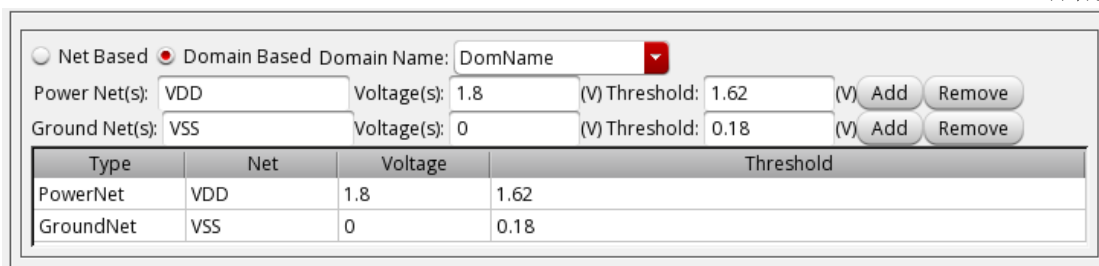 Net Based Domain Based Domain Name: DomName
Power Net(s): VDD Voltage(s): 1.8 (V) Threshold: 1.62 (V) Add Remove
Ground Net(s): VSS Voltage(s): 0 (V) Threshold: 0.18 (V) Add Remove
Type Net Voltage Threshold
PowerNet VDD 1.8 1.62
GroundNet VSS 0 0.18